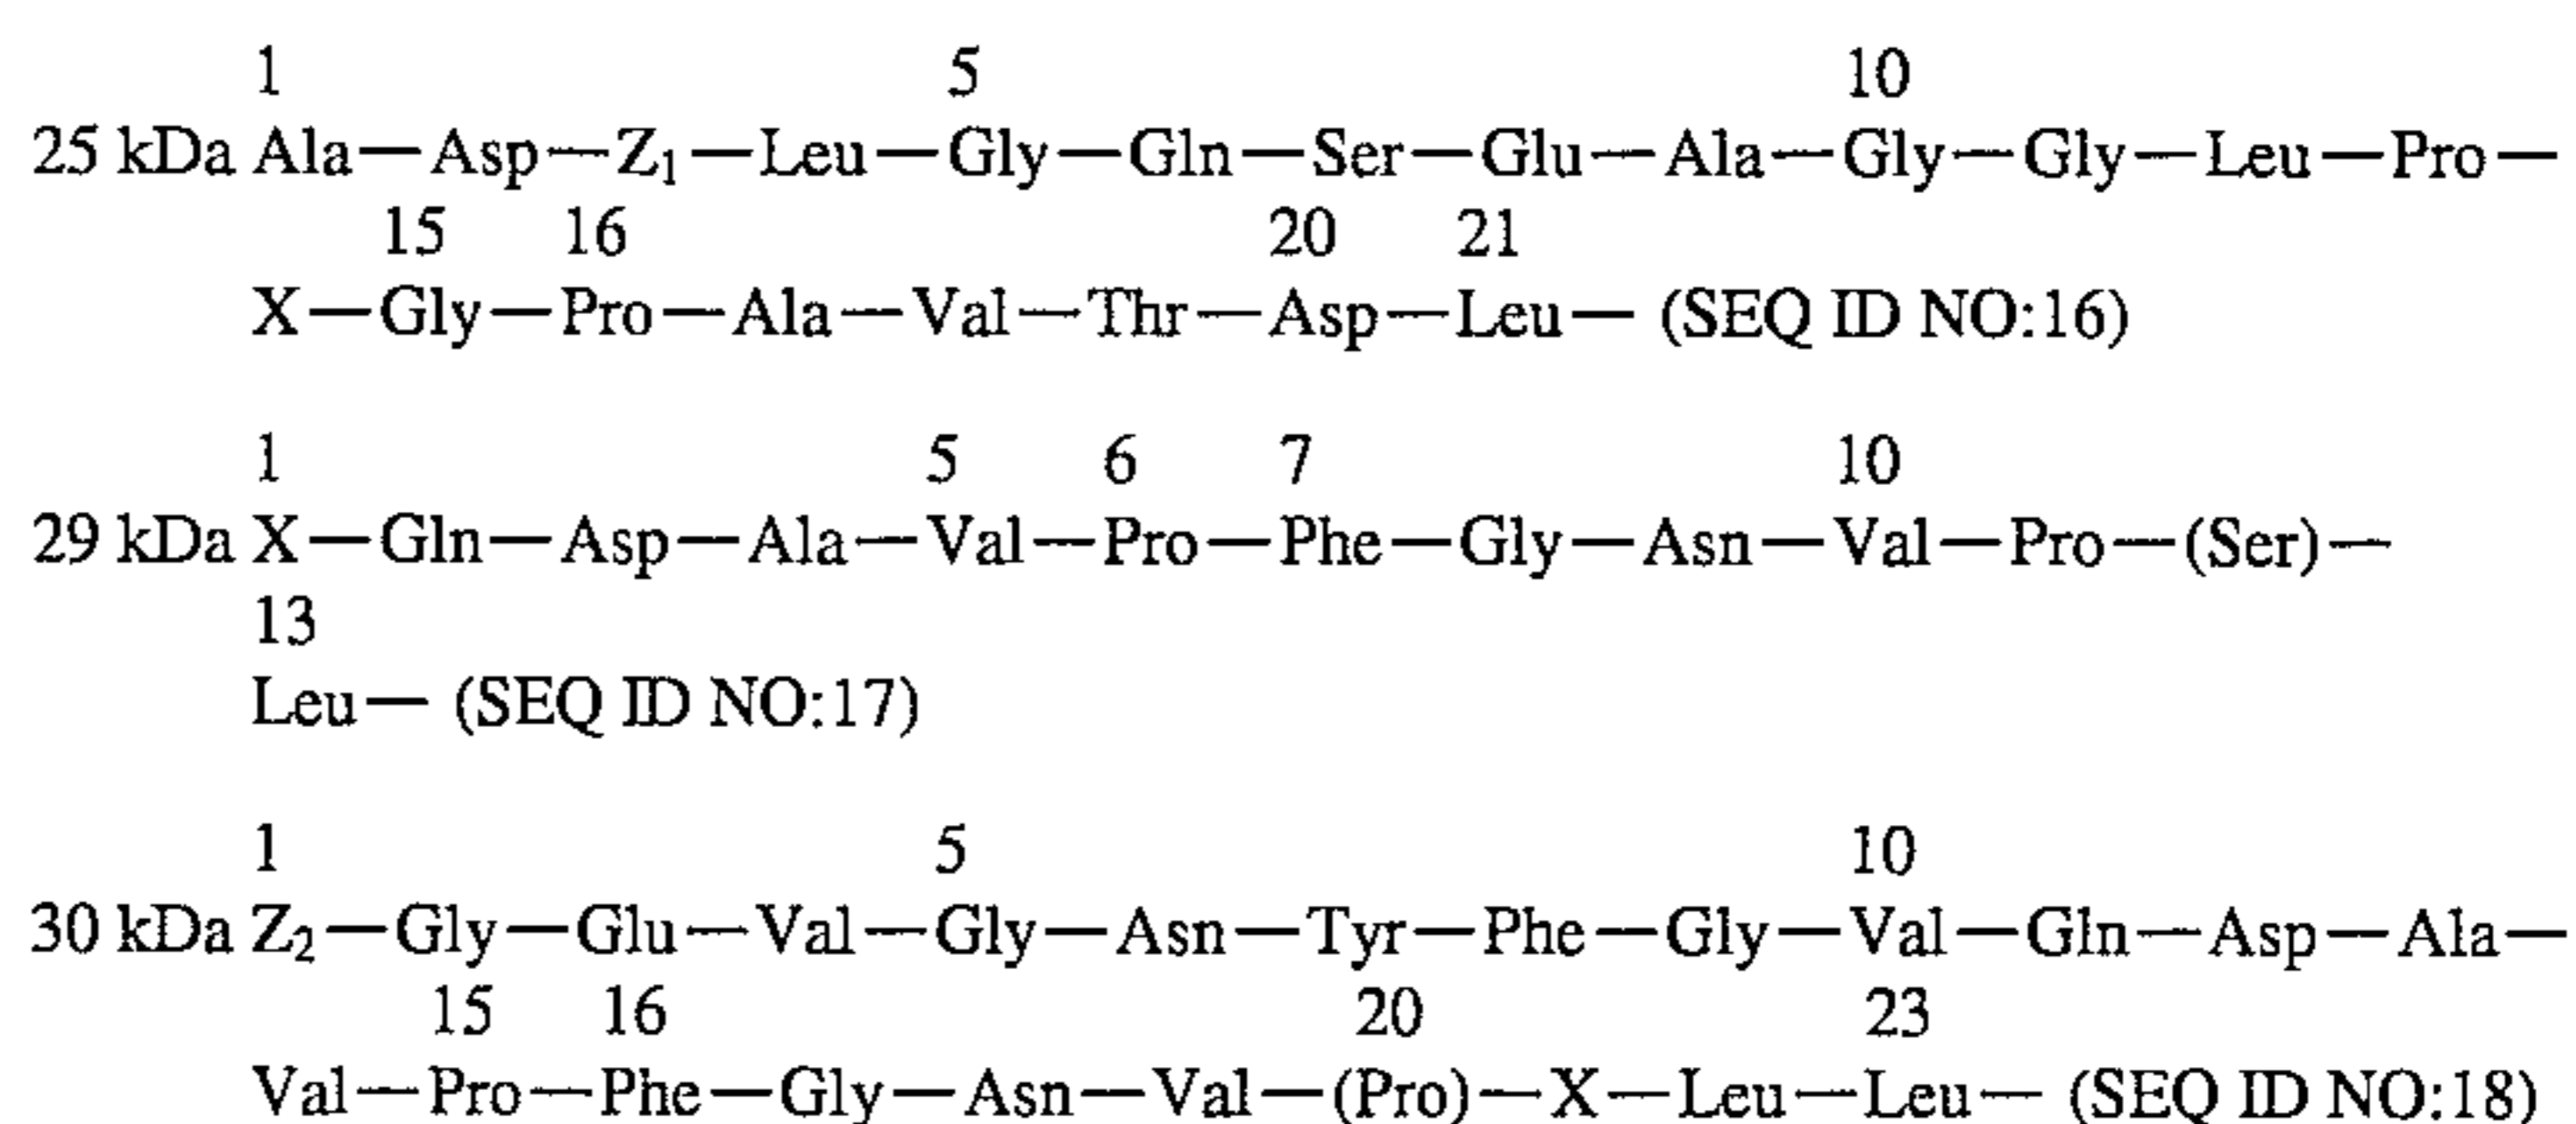 1 5 10
25 kDa Ala—Asp—Z₁—Leu—Gly—Gln—Ser—Glu—Ala—Gly—Gly—Leu—Pro—
15 16 20 21
X—Gly—Pro—Ala—Val—Thr—Asp—Leu— (SEQ ID NO:16)
1 5 6 7 10
29 kDa X—Gln—Asp—Ala—Val—Pro—Phe—Gly—Asn—Val—Pro—(Ser)—
13
Leu— (SEQ ID NO:17)
1 5 10
30 kDa Z₂—Gly—Glu—Val—Gly—Asn—Tyr—Phe—Gly—Val—Gln—Asp—Ala—
15 16 20 23
Val—Pro—Phe—Gly—Asn—Val—(Pro)—X—Leu—Leu— (SEQ ID NO:18)